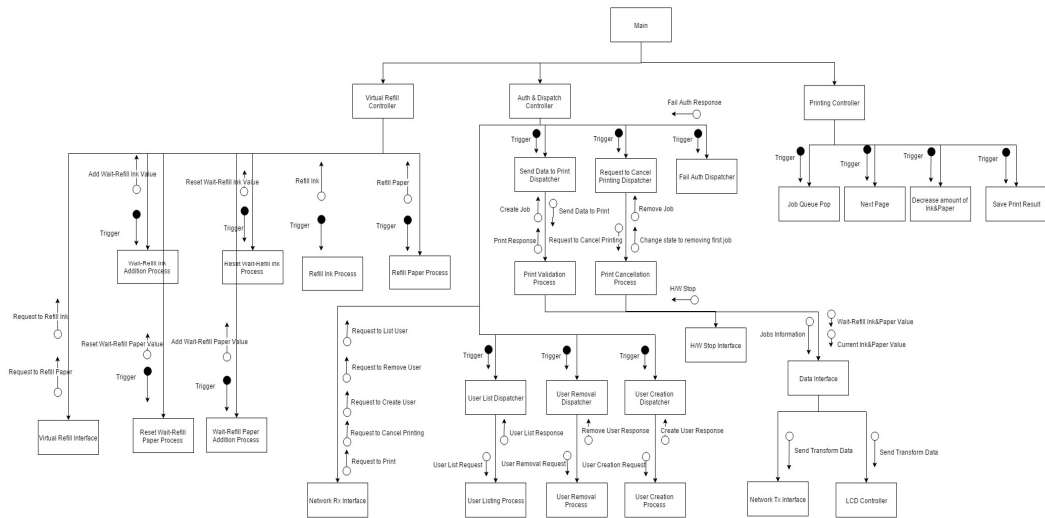 Main
Virtual Refill
Controller
Auth & Dispatch
Controller
Printing Controller
Fail Auth Response
Trigger
Trigger
Trigger
Trigger
Trigger
Trigger
Trigger
Add Wait-Refill Ink Value
Reset Wait-Refill Ink Value
Refill Ink
Refill Paper
Send Data to Print
Dispatcher
Request to Cancel
Printing Dispatcher
Fail Auth Dispatcher
Job Queue Pop
Next Page
Decrease amount of
Ink&Paper
Save Print Result
Create Job
Send Data to Print
Remove Job
Trigger
Trigger
Trigger
Trigger
Print Response
Request to Cancel Printing
Change state to removing first job
Wait-Refill Ink
Addition Process
Reset Wait-Refill Ink
Process
Refill Ink Process
Refill Paper Process
Print Validation
Process
Print Cancellation
Process
H/W Stop
Request to Refill Ink
Reset Wait-Refill Paper Value
Add Wait-Refill Paper Value
Request to List User
H/W Stop Interface
Jobs Information
Wait-Refill Ink&Paper Value
Current Ink&Paper Value
Request to Refill Paper
Trigger
Trigger
Request to Remove User
Trigger
Trigger
Trigger
Data Interface
Request to Create User
User List Dispatcher
User Removal
Dispatcher
User Creation
Dispatcher
Virtual Refill Interface
Reset Wait-Refill
Paper Process
Wait-Refill Paper
Addition Process
Request to Cancel Printing
User List Response
Remove User Response
Create User Response
Request to Print
User List Request
User Removal Request
User Creation Request
Send Transform Data
Send Transform Data
Network Rx Interface
User Listing Process
User Removal
Process
User Creation
Process
Network Tx Interface
LCD Controller